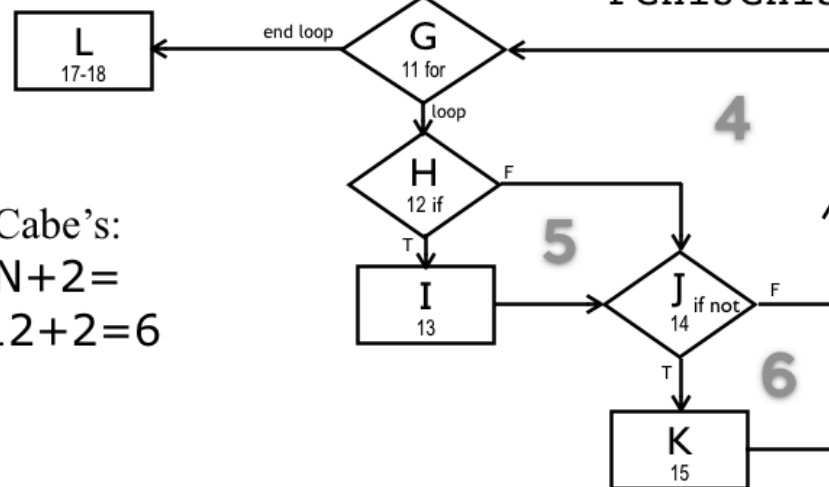 L
17-18
end loop
G
11 for
loop
4
H
12 if
F
T
5
Cabe's:
N+2=
12+2=6
I
13
J if not
14
F
T
6
K
15